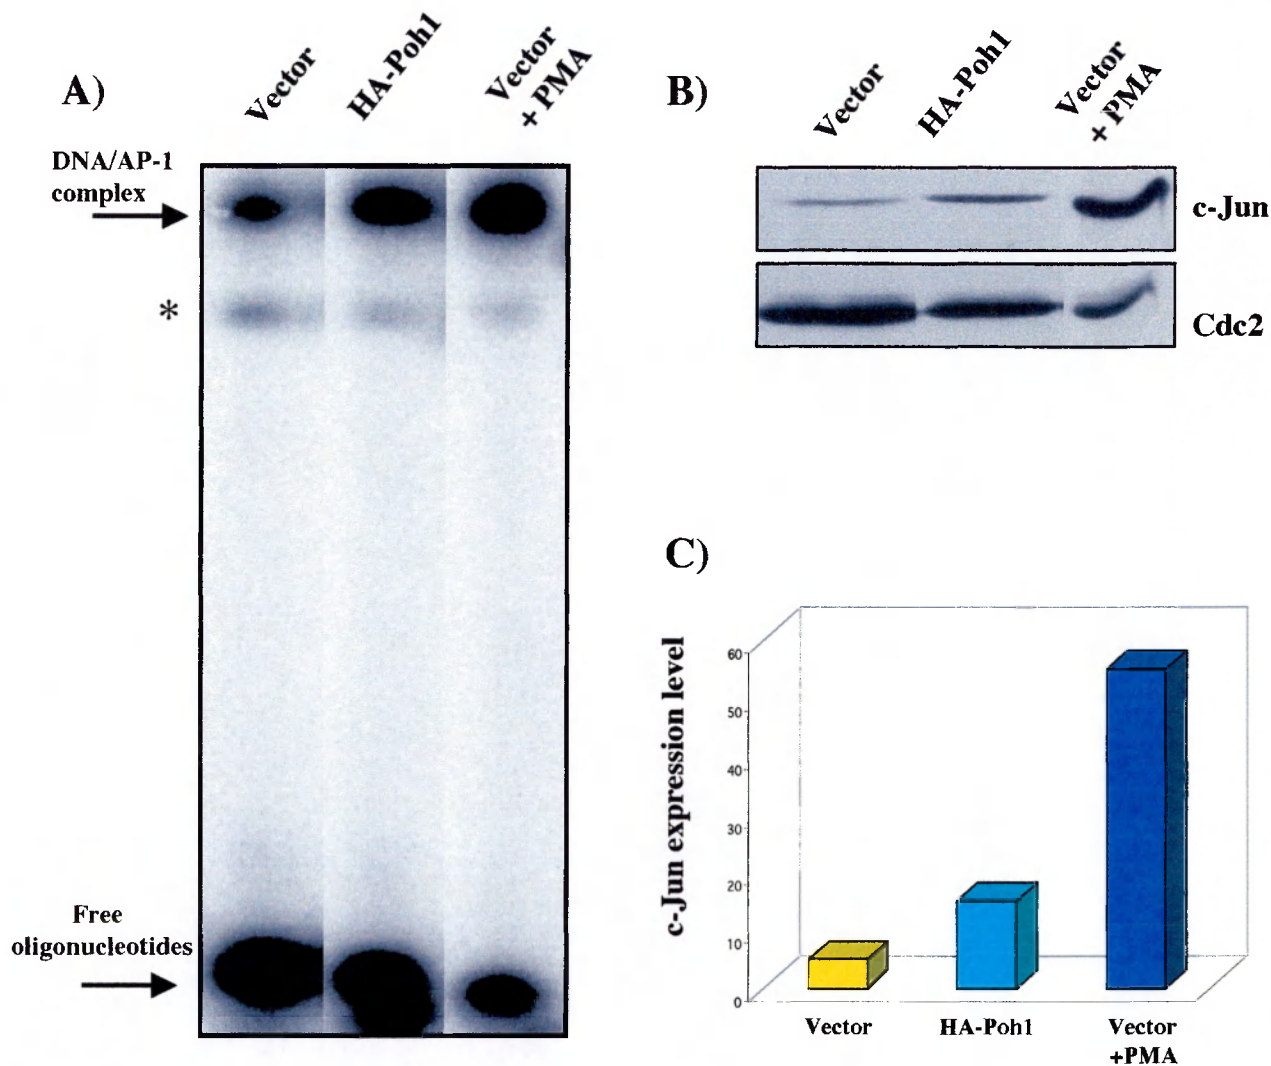 A)
Vector
HA-Poh1
Vector
+ PMA
DNA/AP-1
complex
*
Free
oligonucleotides
B)
Vector
HA-Poh1
Vector
+ PMA
c-Jun
Cdc2
C)
c-Jun expression level
60
50
40
30
20
10
0
Vector
HA-Poh1
Vector
+PMA